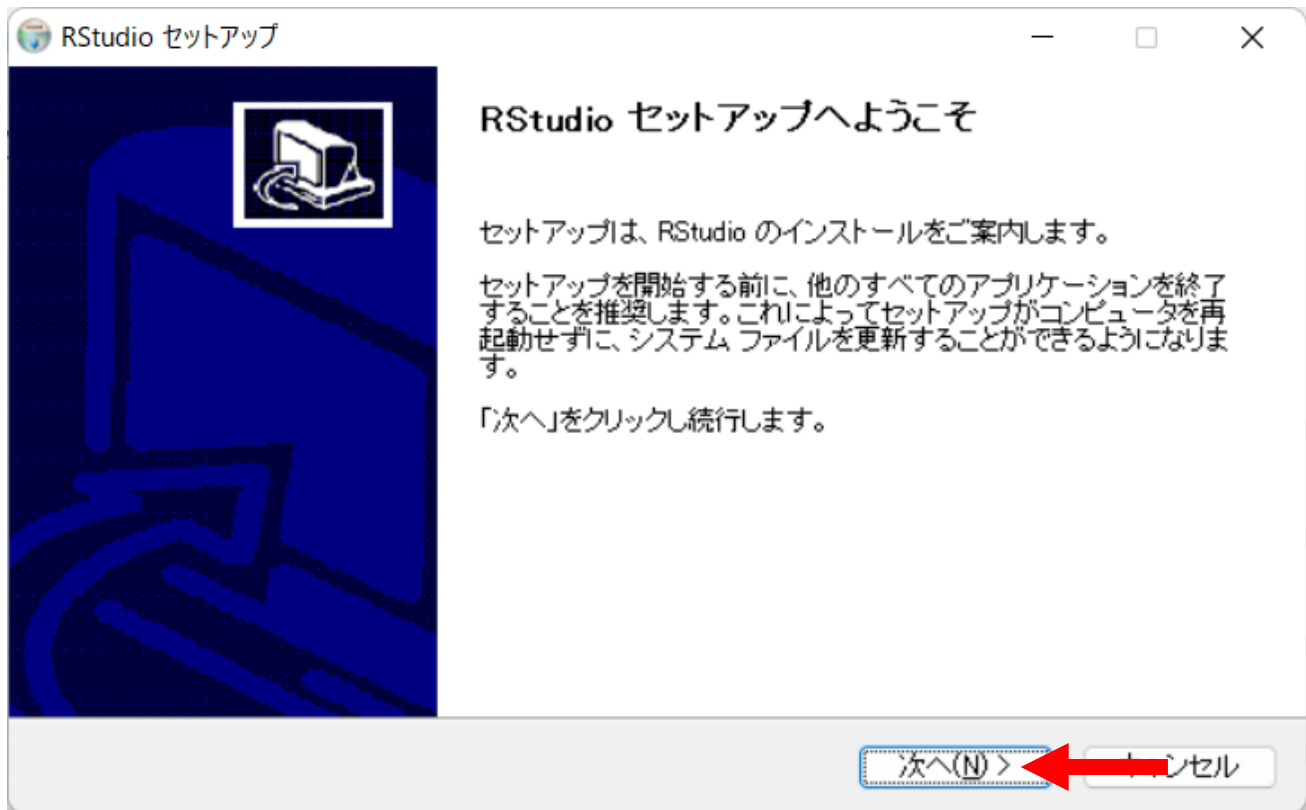 RStudio セットアップ
RStudio セットアップへようこそ
セットアップは、RStudio のインストールをご案内します。
セットアップを開始する前に、他のすべてのアプリケーションを終了
することを推奨します。これによってセットアップがコンピュータを再
起動せずに、システム ファイルを更新することができるようになりま
す。
「次へ」をクリックし続行します。
次へ(N) >
キャンセル